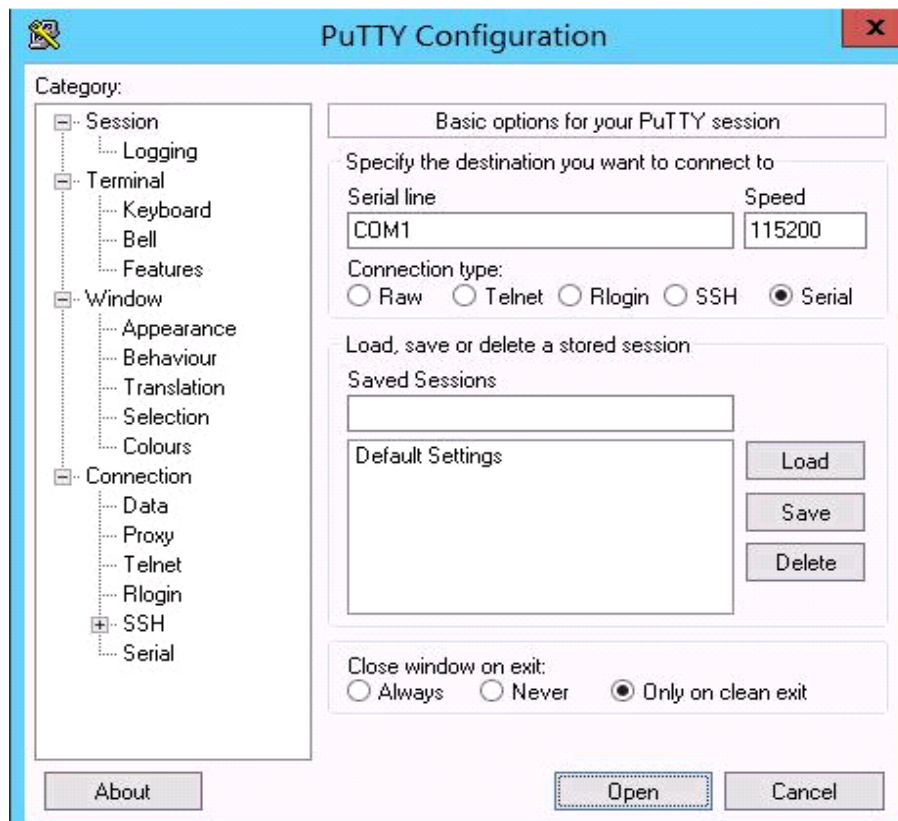 PuTTY Configuration
x
Category:
Session
Logging
Terminal
Keyboard
Bell
Features
Window
Appearance
Behaviour
Translation
Selection
Colours
Connection
Data
Proxy
Telnet
Rlogin
SSH
Serial
Basic options for your PuTTY session
Specify the destination you want to connect to
Serial line Speed
COM1 115200
Connection type:
Raw Telnet Rlogin SSH Serial
Load, save or delete a stored session
Saved Sessions
Default Settings
Load
Save
Delete
Close window on exit:
Always Never Only on clean exit
About Open Cancel